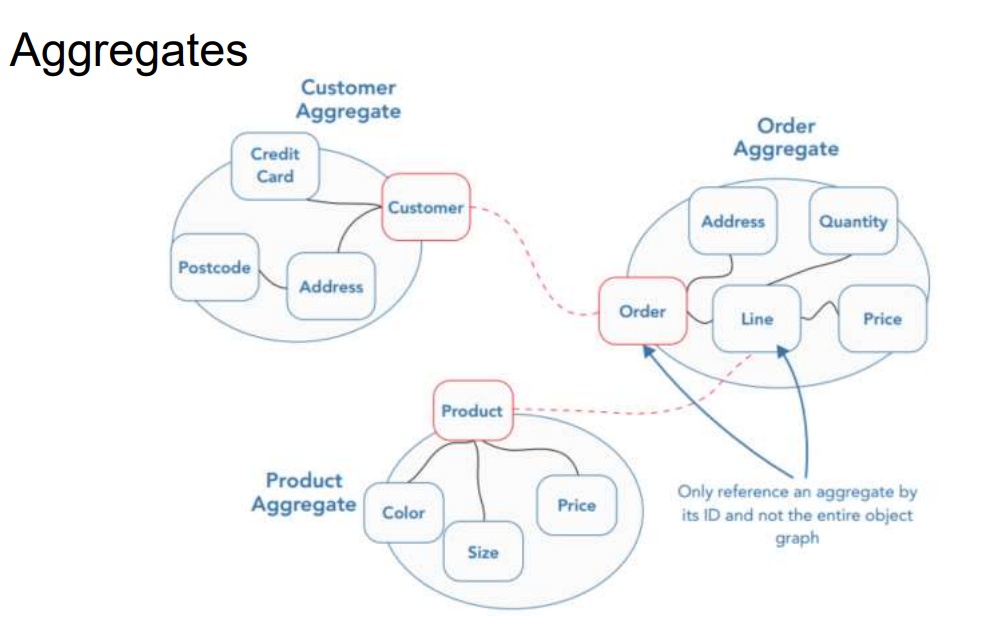 Aggregates
Customer
Aggregate
Credit
Card
Customer
Postcode
Address
Order
Aggregate
Address
Quantity
Order
Line
Price
Product
Product
Aggregate
Color
Size
Price
Only reference an aggregate by
its ID and not the entire object
graph